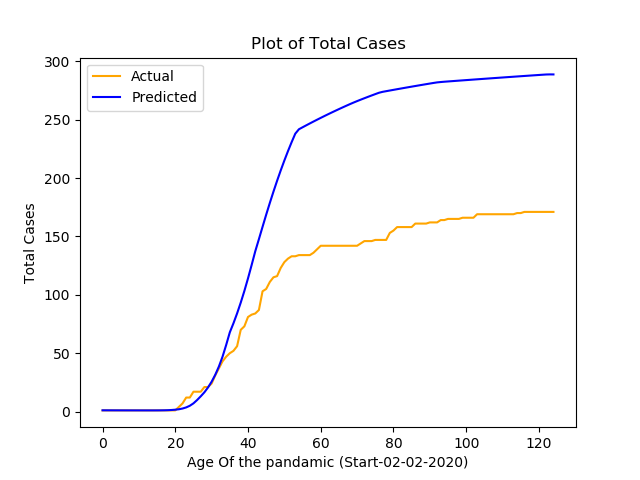 Plot of Total Cases
Actual
Predicted
300
250
200
150
100
50
0
Total Cases
0 20 40 60 80 100 120
Age Of the pandamic (Start-02-02-2020)